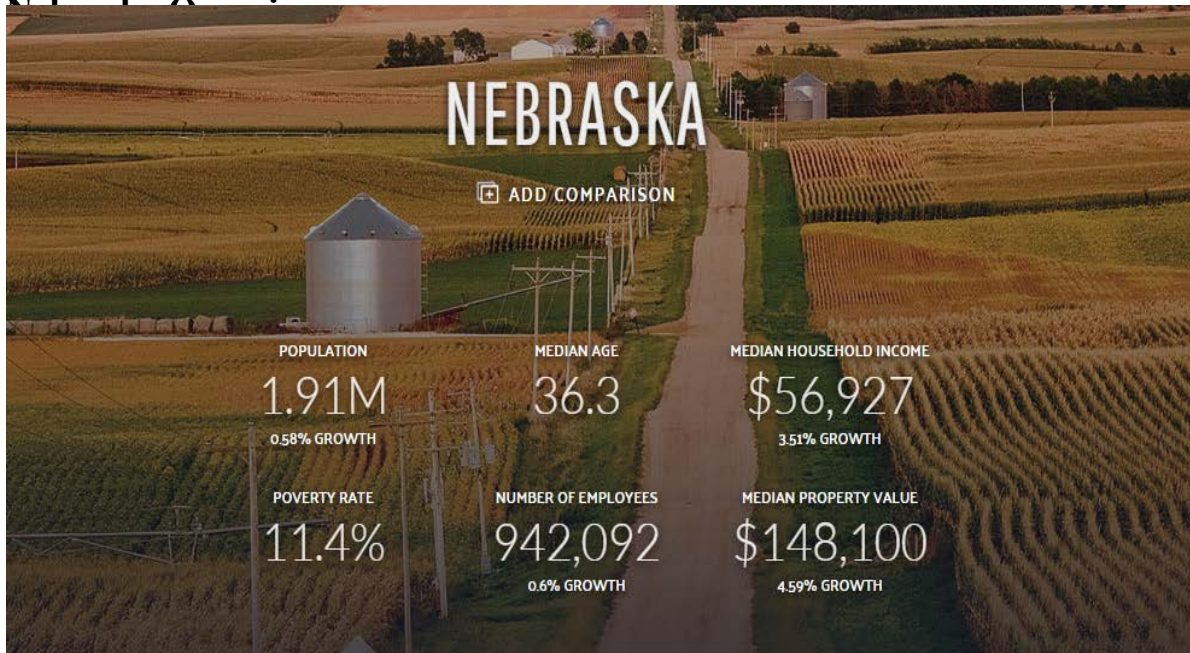 NEBRASKA
ADD COMPARISON
POPULATION
1.91M
0.58% GROWTH
MEDIAN AGE
36.3
MEDIAN HOUSEHOLD INCOME
$56,927
3.51% GROWTH
POVERTY RATE
11.4%
NUMBER OF EMPLOYEES
942,092
0.6% GROWTH
MEDIAN PROPERTY VALUE
$148,100
4.59% GROWTH